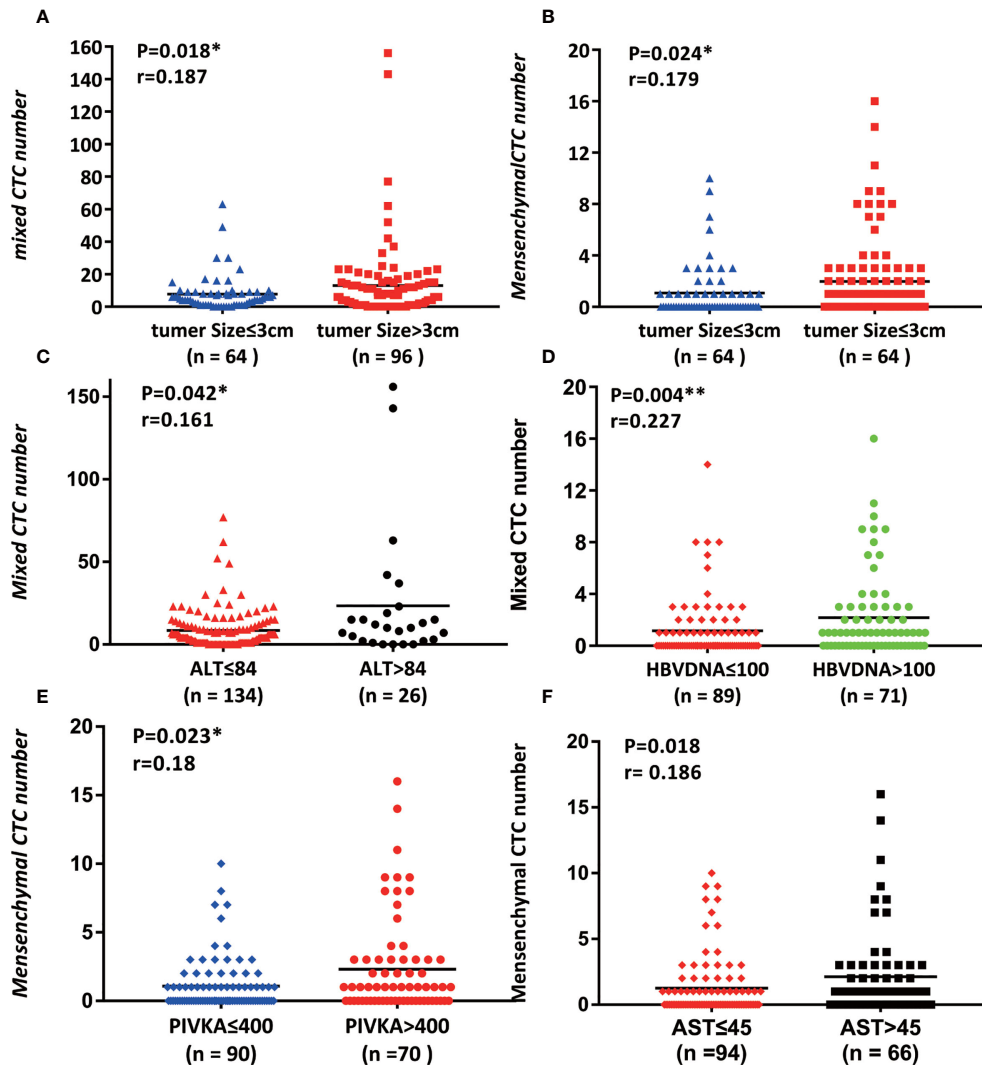 A
mixed CTC number
P=0.018*
r=0.187
160
140
120
100
80
60
40
20
0
tumer Size≤3cm tumer Size>3cm
(n = 64 ) (n = 96 )
B
MensenchymalCTC number
P=0.024*
r=0.179
20
16
12
8
4
0
tumer Size≤3cm tumer Size≤3cm
(n = 64 ) (n = 64 )
C
Mixed CTC number
P=0.042*
r=0.161
150
100
50
0
ALT≤84 ALT>84
(n = 134) (n = 26)
D
Mixed CTC number
P=0.004**
r=0.227
20
16
12
8
4
0
HBVDNA≤100 HBVDNA>100
(n = 89) (n = 71)
E
Mensenchymal CTC number
P=0.023*
r=0.18
20
15
10
5
0
PIVKA≤400 PIVKA>400
(n = 90) (n =70 )
F
Mensenchymal CTC number
P=0.018
r= 0.186
20
15
10
5
0
AST≤45 AST>45
(n =94) (n = 66)